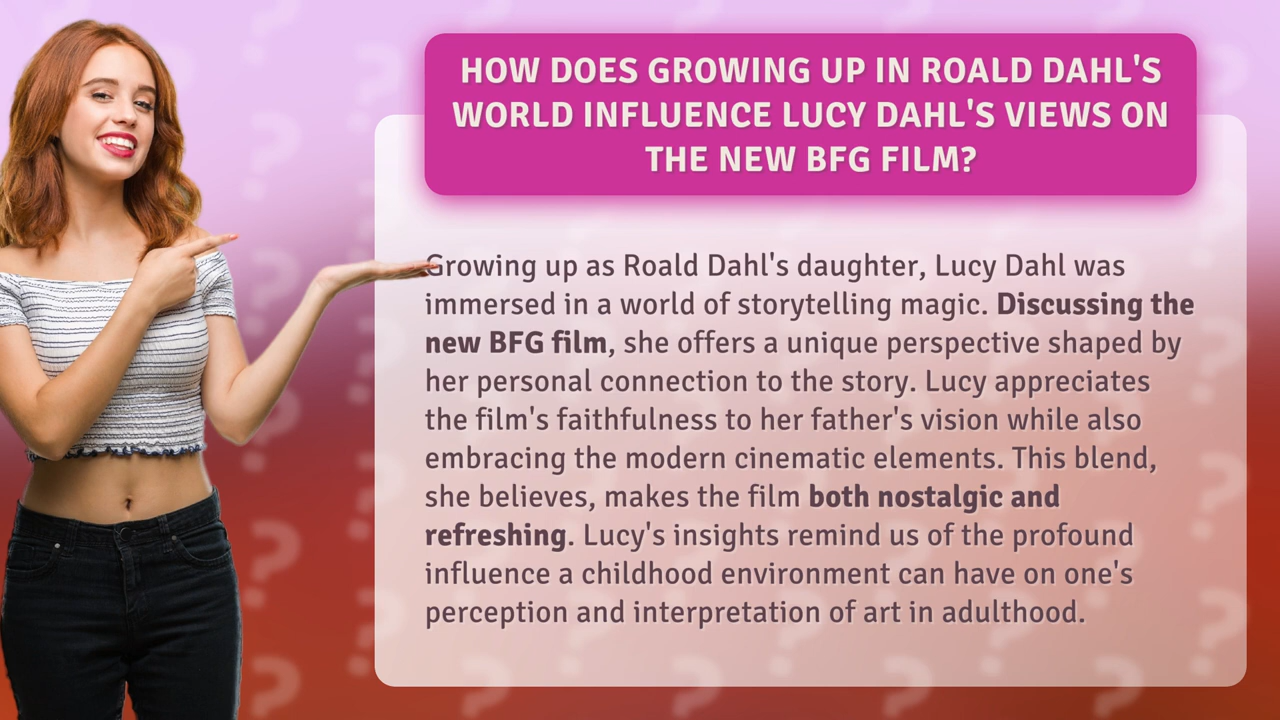 HOW DOES GROWING UP IN ROALD DAHL'S
WORLD INFLUENCE LUCY DAHL'S VIEWS ON
THE NEW BFG FILM?
Growing up as Roald Dahl's daughter, Lucy Dahl was
immersed in a world of storytelling magic. Discussing the
new BFG film, she offers a unique perspective shaped by
her personal connection to the story. Lucy appreciates
the film's faithfulness to her father's vision while also
embracing the modern cinematic elements. This blend,
she believes, makes the film both nostalgic and
refreshing. Lucy's insights remind us of the profound
influence a childhood environment can have on one's
perception and interpretation of art in adulthood.